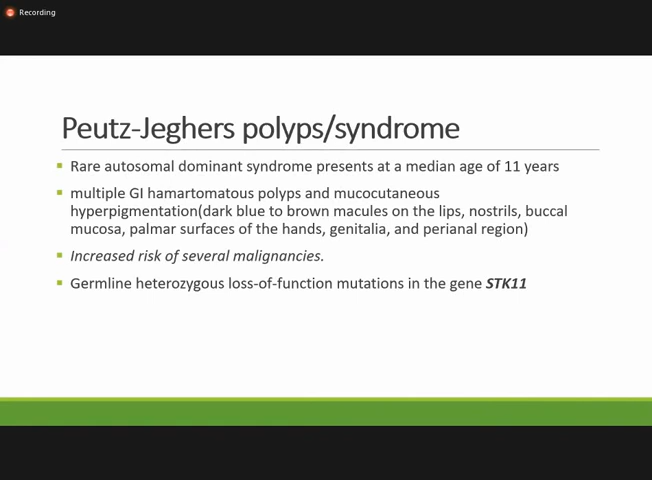 Recording
Peutz-Jeghers polyps/syndrome
Rare autosomal dominant syndrome presents at a median age of 11 years
multiple GI hamartomatous polyps and mucocutaneous
hyperpigmentation(dark blue to brown macules on the lips, nostrils, buccal
mucosa, palmar surfaces of the hands, genitalia, and perianal region)
Increased risk of several malignancies.
Germline heterozygous loss-of-function mutations in the gene STK11